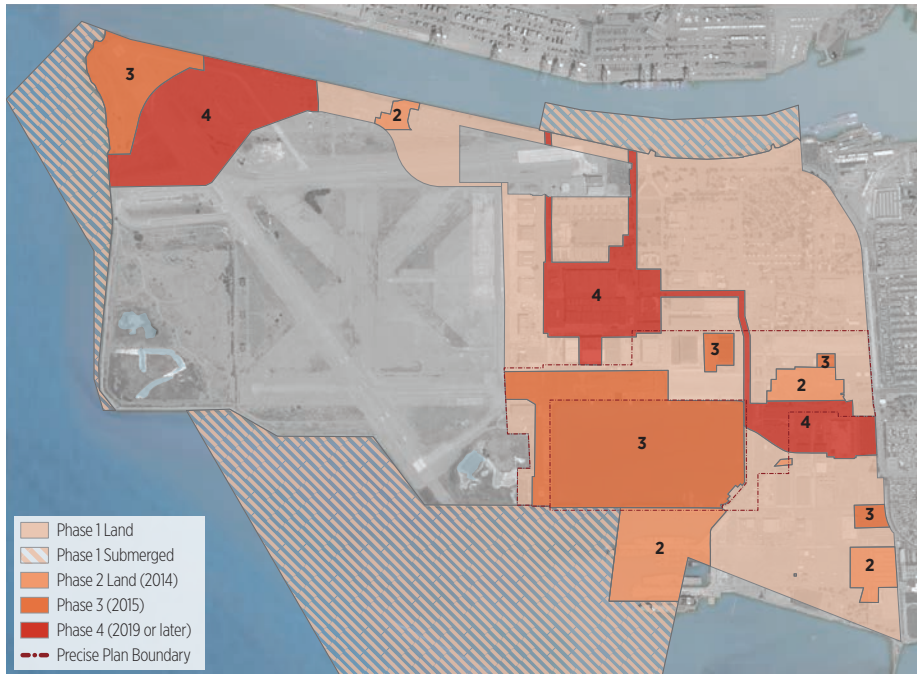 3
4
2
4
3
3
2
4
3
3
2
2
Phase 1 Land
Phase 1 Submerged
Phase 2 Land (2014)
Phase 3 (2015)
Phase 4 (2019 or later)
Precise Plan Boundary